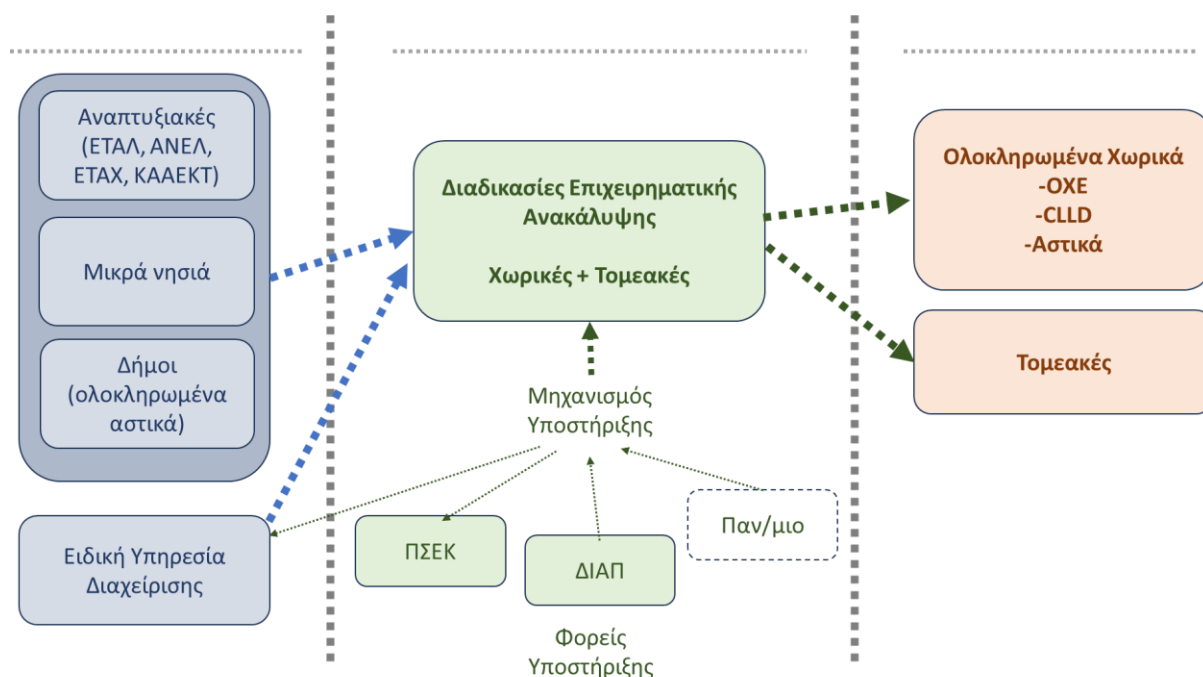 Αναπτυξιακές
(ΕΤΑΛ, ΑΝΕΛ,
ΕΤΑΧ, ΚΑΑΕΚΤ)
Μικρά νησιά
Δήμοι
(ολοκληρωμένα
αστικά)
Ειδική Υπηρεσία
Διαχείρισης
Διαδικασίες Επιχειρηματικής
Ανακάλυψης
Χωρικές + Τομεακές
Μηχανισμός
Υποστήριξης
ΠΣΕΚ
ΔΙΑΠ
Παν/μιο
Φορείς
Υποστήριξης
Ολοκληρωμένα Χωρικά
-ΟΧΕ
-CLLD
-Αστικά
Τομεακές